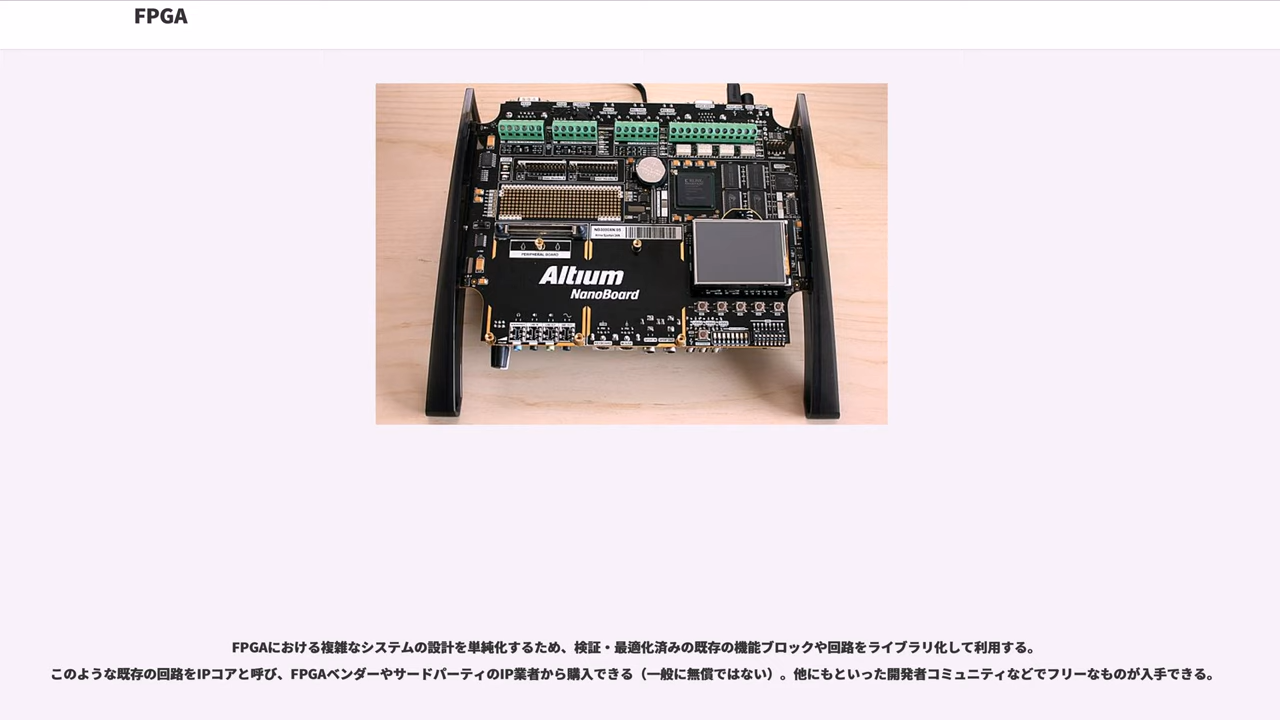 FPGA
Altium
NanoBoard
PERIPHERAL BOARD
FPGAにおける複雑なシステムの設計を単純化するため、検証・最適化済みの既存の機能ブロックや回路をライブラリ化して利用する。
このような既存の回路をIPコアと呼び、FPGAベンダーやサードパーティのIP業者から購入できる（一般に無償ではない）。他にもといった開発者コミュニティなどでフリーなものが入手できる。